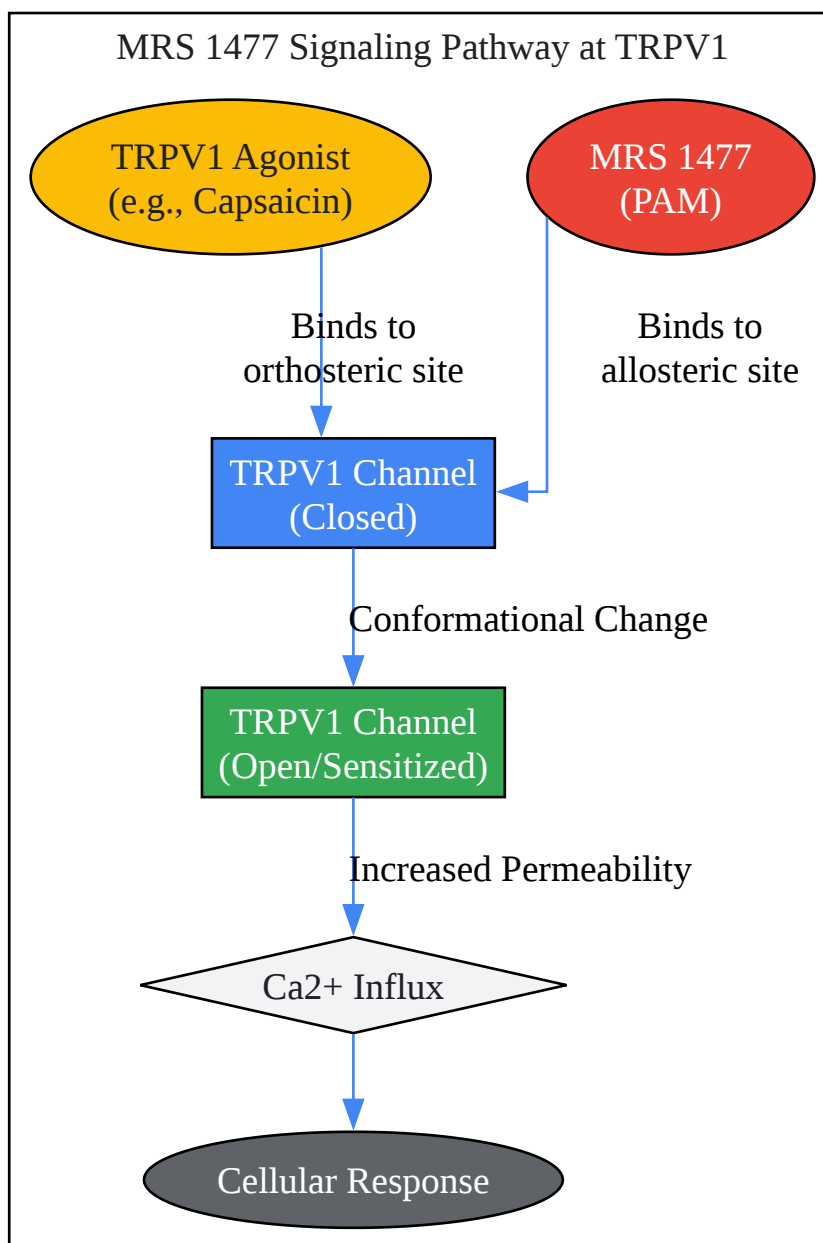 MRS 1477 Signaling Pathway at TRPV1
TRPV1 Agonist
(e.g., Capsaicin)
MRS 1477
(PAM)
Binds to
orthosteric site
Binds to
allosteric site
TRPV1 Channel
(Closed)
Conformational Change
TRPV1 Channel
(Open/Sensitized)
Increased Permeability
Ca2+ Influx
Cellular Response